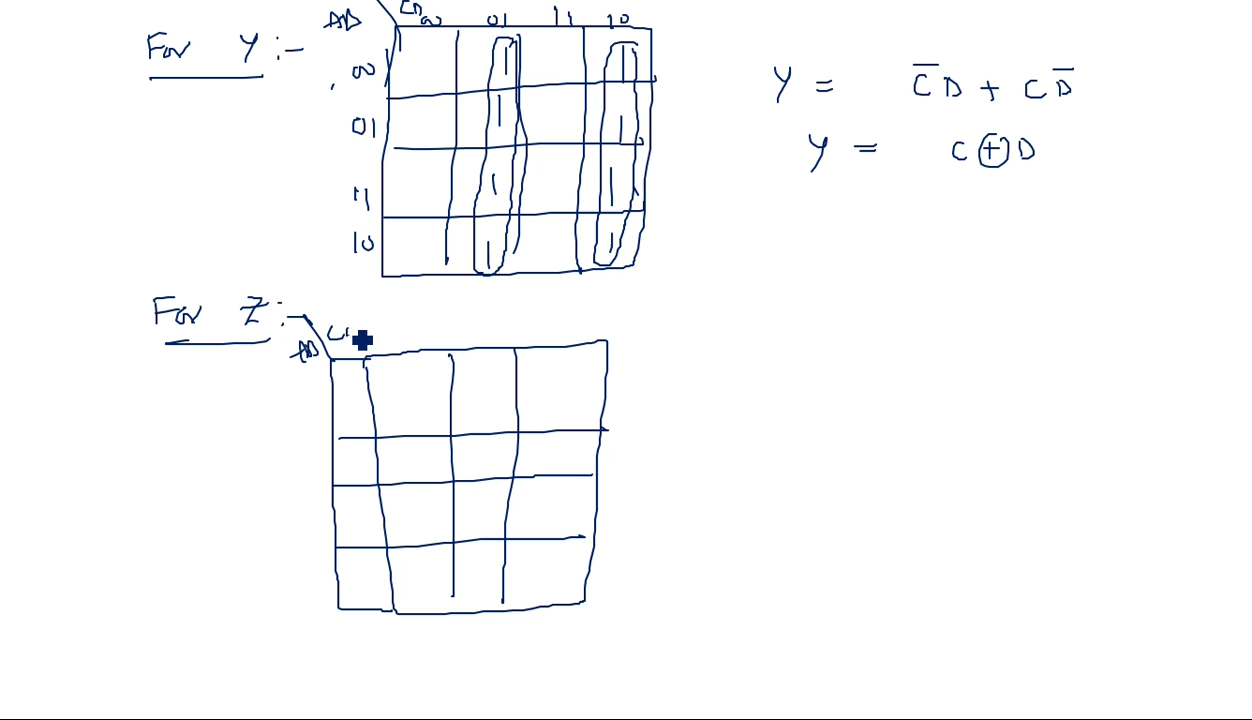 For Y :-
AB CD 00 01 11 10
00 1 1
01 1 1
11 1 1
10 1 1
Y = C̅D + CD̅
Y = C⊕D
For Z :-
AB C